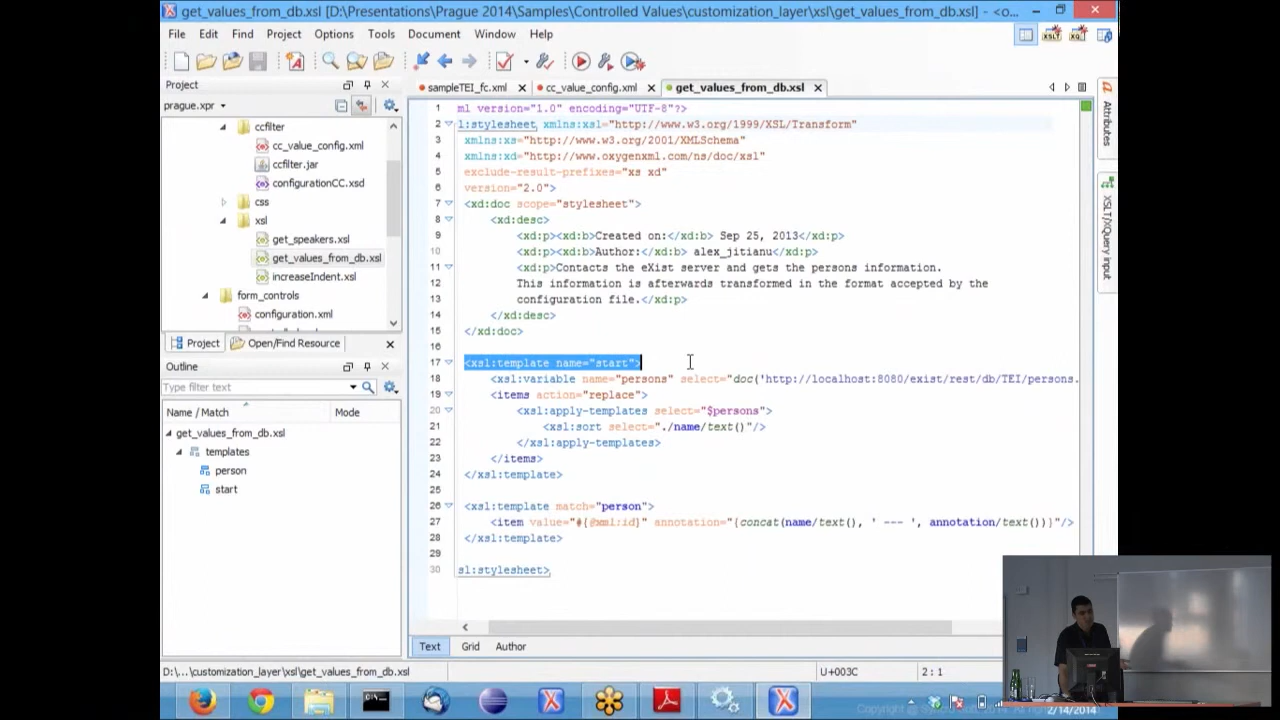 get_values_from_db.xsl [D:\Presentations\Prague 2014\Samples\Controlled Values\customization_layer\xsl\get_values_from_db.xsl] - <o...
File Edit Find Project Options Tools Document Window Help
Project
sampleTEI_fc.xml
cc_value_config.xml
get_values_from_db.xsl
prague.xpr
ccfilter
cc_value_config.xml
ccfilter.jar
configurationCC.xsd
css
xsl
get_speakers.xsl
get_values_from_db.xsl
increaseIndent.xsl
form_controls
configuration.xml
Project
Open/Find Resource
Outline
Type filter text
Name / Match Mode
get_values_from_db.xsl
templates
person
start
1 ml version="1.0" encoding="UTF-8"?>
2 l:stylesheet xmlns:xsl="http://www.w3.org/1999/XSL/Transform"
3 xmlns:xs="http://www.w3.org/2001/XMLSchema"
4 xmlns:xd="http://www.oxygenxml.com/ns/doc/xsl"
5 exclude-result-prefixes="xs xd"
6 version="2.0">
7 <xd:doc scope="stylesheet">
8 <xd:desc>
9 <xd:p><xd:b>Created on:</xd:b> Sep 25, 2013</xd:p>
10 <xd:p><xd:b>Author:</xd:b> alex_jitianu</xd:p>
11 <xd:p>Contacts the eXist server and gets the persons information.
12 This information is afterwards transformed in the format accepted by the
13 configuration file.</xd:p>
14 </xd:desc>
15 </xd:doc>
16
17 <xsl:template name="start">
18 <xsl:variable name="persons" select="doc('http://localhost:8080/exist/rest/db/TEI/persons.
19 <items action="replace">
20 <xsl:apply-templates select="$persons">
21 <xsl:sort select="./name/text()"/>
22 </xsl:apply-templates>
23 </items>
24 </xsl:template>
25
26 <xsl:template match="person">
27 <item value="#{@xml:id}" annotation="{concat(name/text(), ' --- ', annotation/text())}"/>
28 </xsl:template>
29
30 sl:stylesheet>
Attributes
XSLT/XQuery input
Text Grid Author
D:\...\customization_layer\xsl\get_values_from_db.xsl
U+003C
2 : 1
2/14/2014